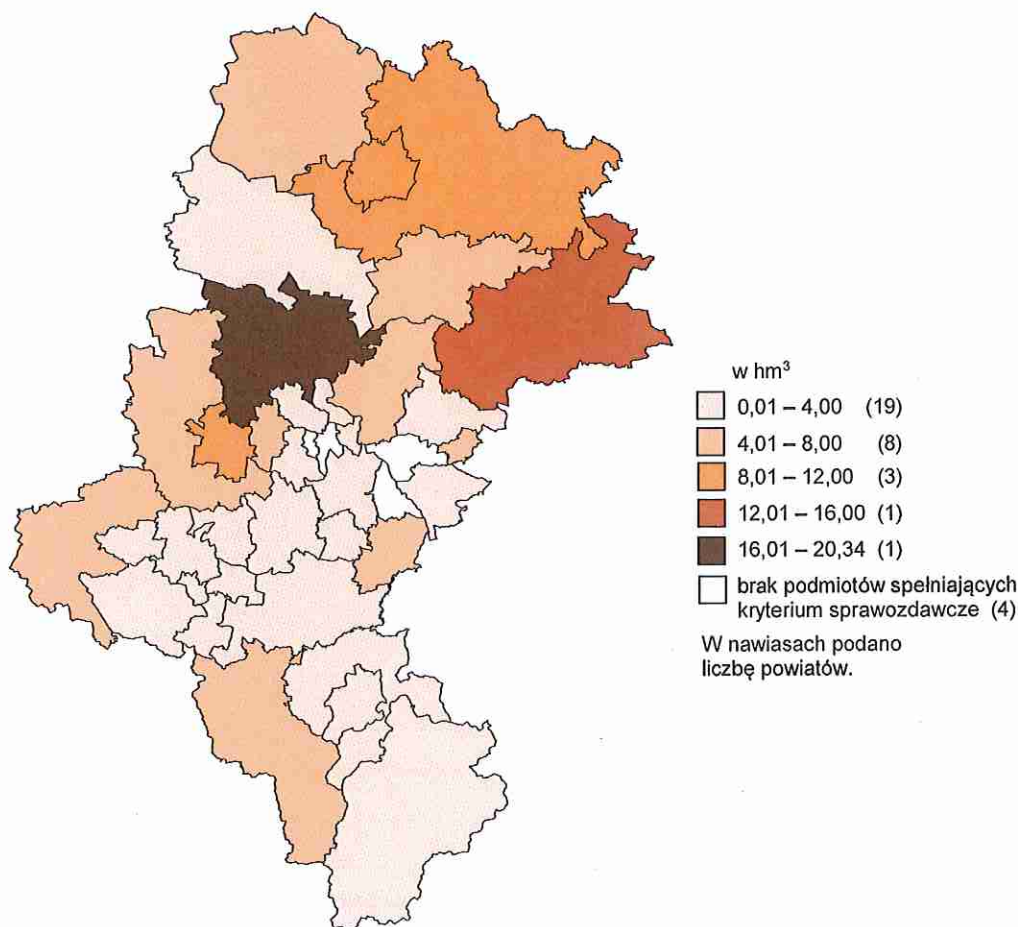 w hm³
0,01 – 4,00 (19)
4,01 – 8,00 (8)
8,01 – 12,00 (3)
12,01 – 16,00 (1)
16,01 – 20,34 (1)
brak podmiotów spełniających
kryterium sprawozdawcze (4)
W nawiasach podano
liczbę powiatów.